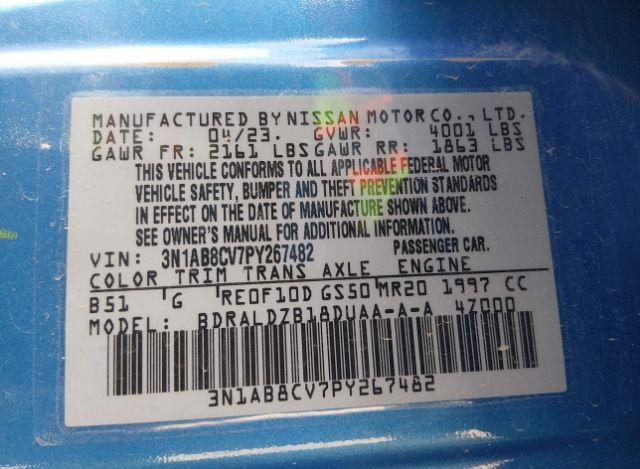 MANUFACTURED BY NISSAN MOTOR CO., LTD.
DATE: 04/23. GVWR: 4001 LBS
GAWR FR: 2161 LBS GAWR RR: 1863 LBS
THIS VEHICLE CONFORMS TO ALL APPLICABLE FEDERAL MOTOR
VEHICLE SAFETY, BUMPER AND THEFT PREVENTION STANDARDS
IN EFFECT ON THE DATE OF MANUFACTURE SHOWN ABOVE.
SEE OWNER'S MANUAL FOR ADDITIONAL INFORMATION.
VIN: 3N1AB8CV7PY267482 PASSENGER CAR.
COLOR TRIM TRANS AXLE ENGINE
B51 G RE0F10D GS50 MR20 1997 CC
MODEL: BDRALDZB18DUAA-A-A 47000
3N1AB8CV7PY267482